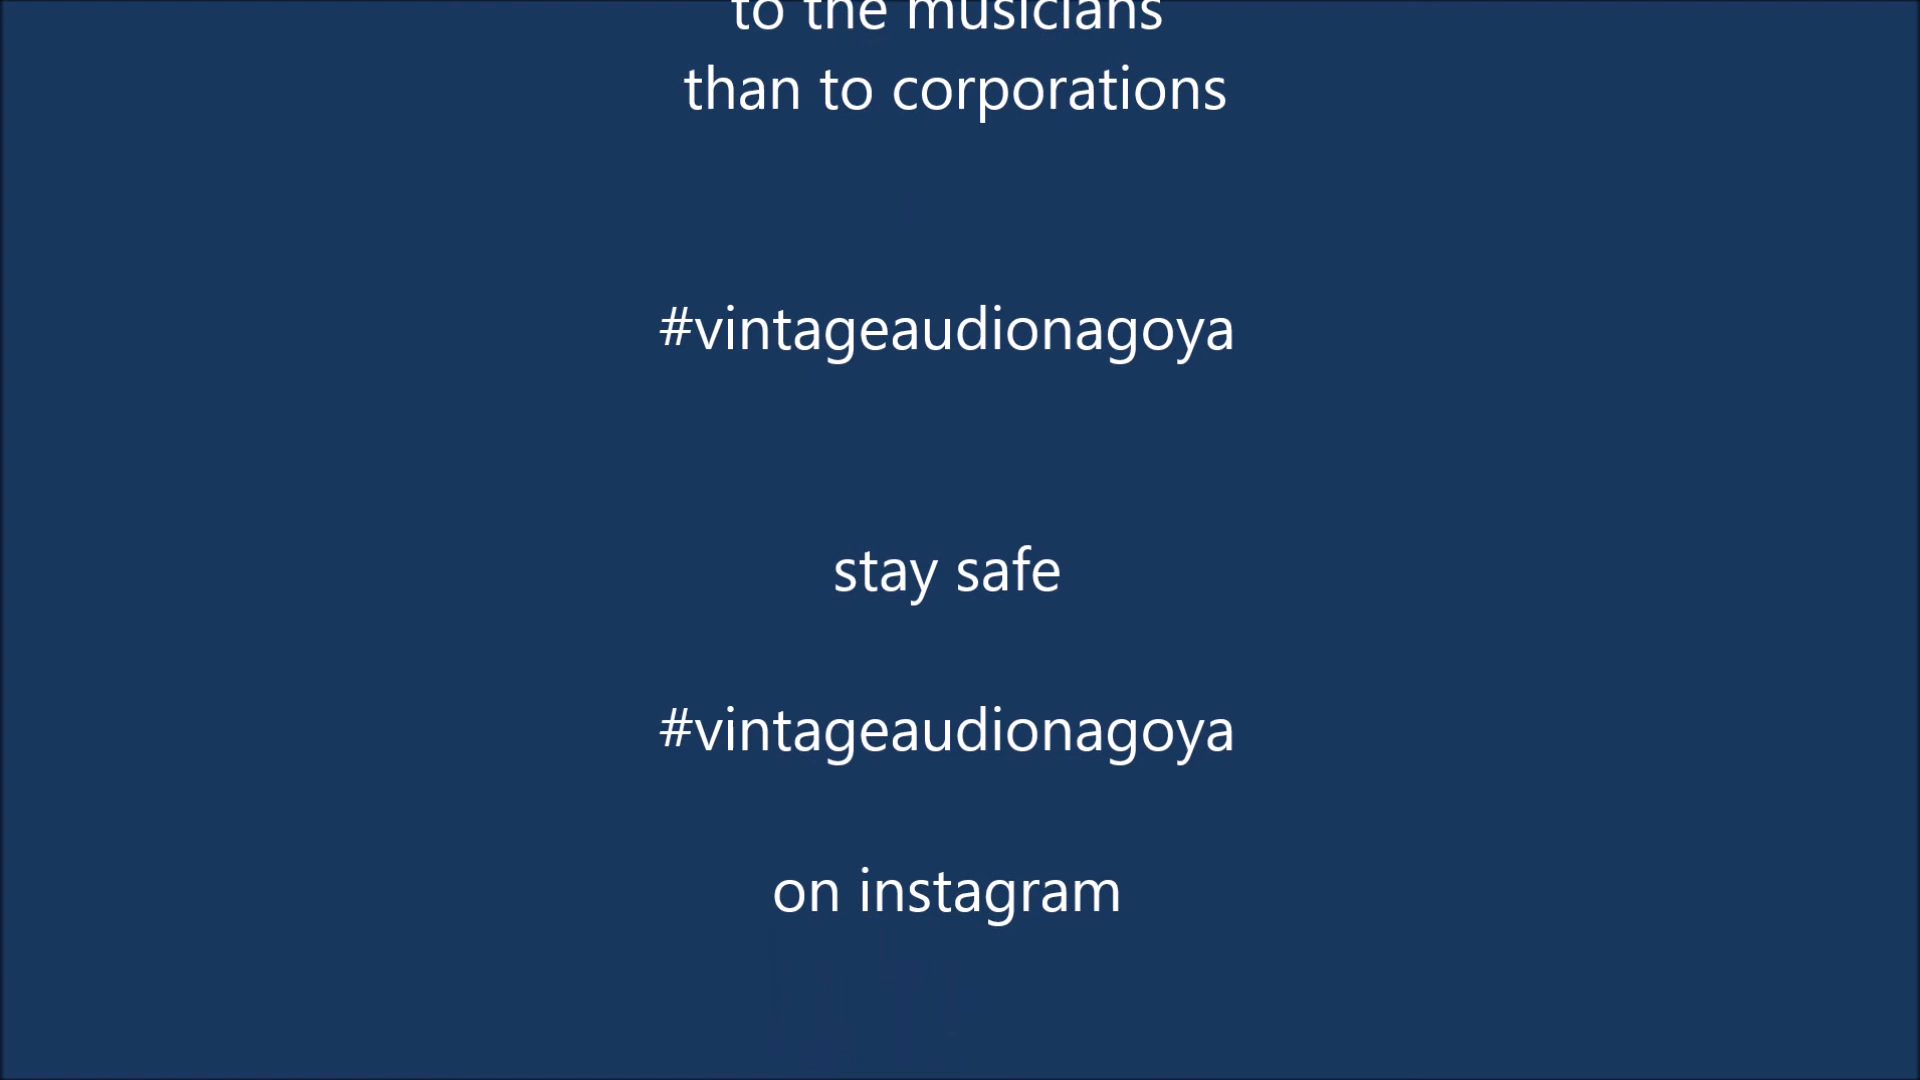 to the musicians
than to corporations
#vintageaudionagoya
stay safe
#vintageaudionagoya
on instagram